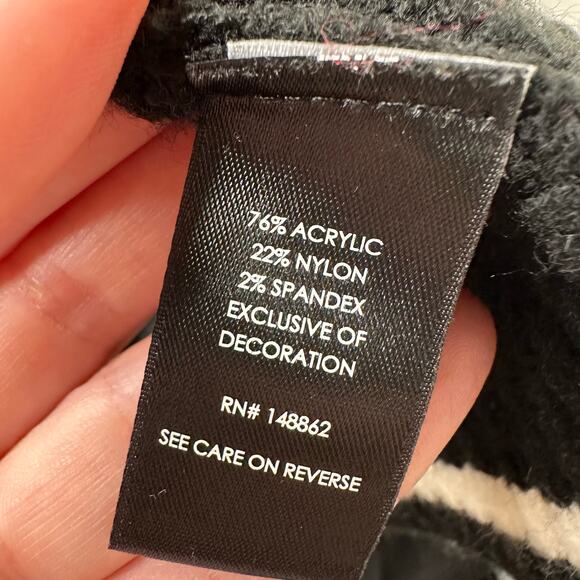 76% ACRYLIC
22% NYLON
2% SPANDEX
EXCLUSIVE OF
DECORATION
RN# 148862
SEE CARE ON REVERSE